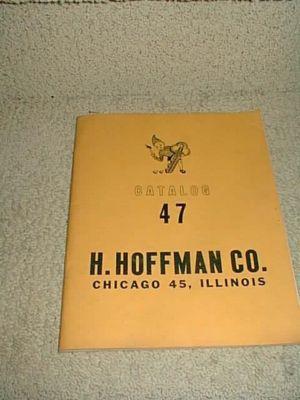 CATALOG
47
H. HOFFMAN CO.
CHICAGO 45, ILLINOIS